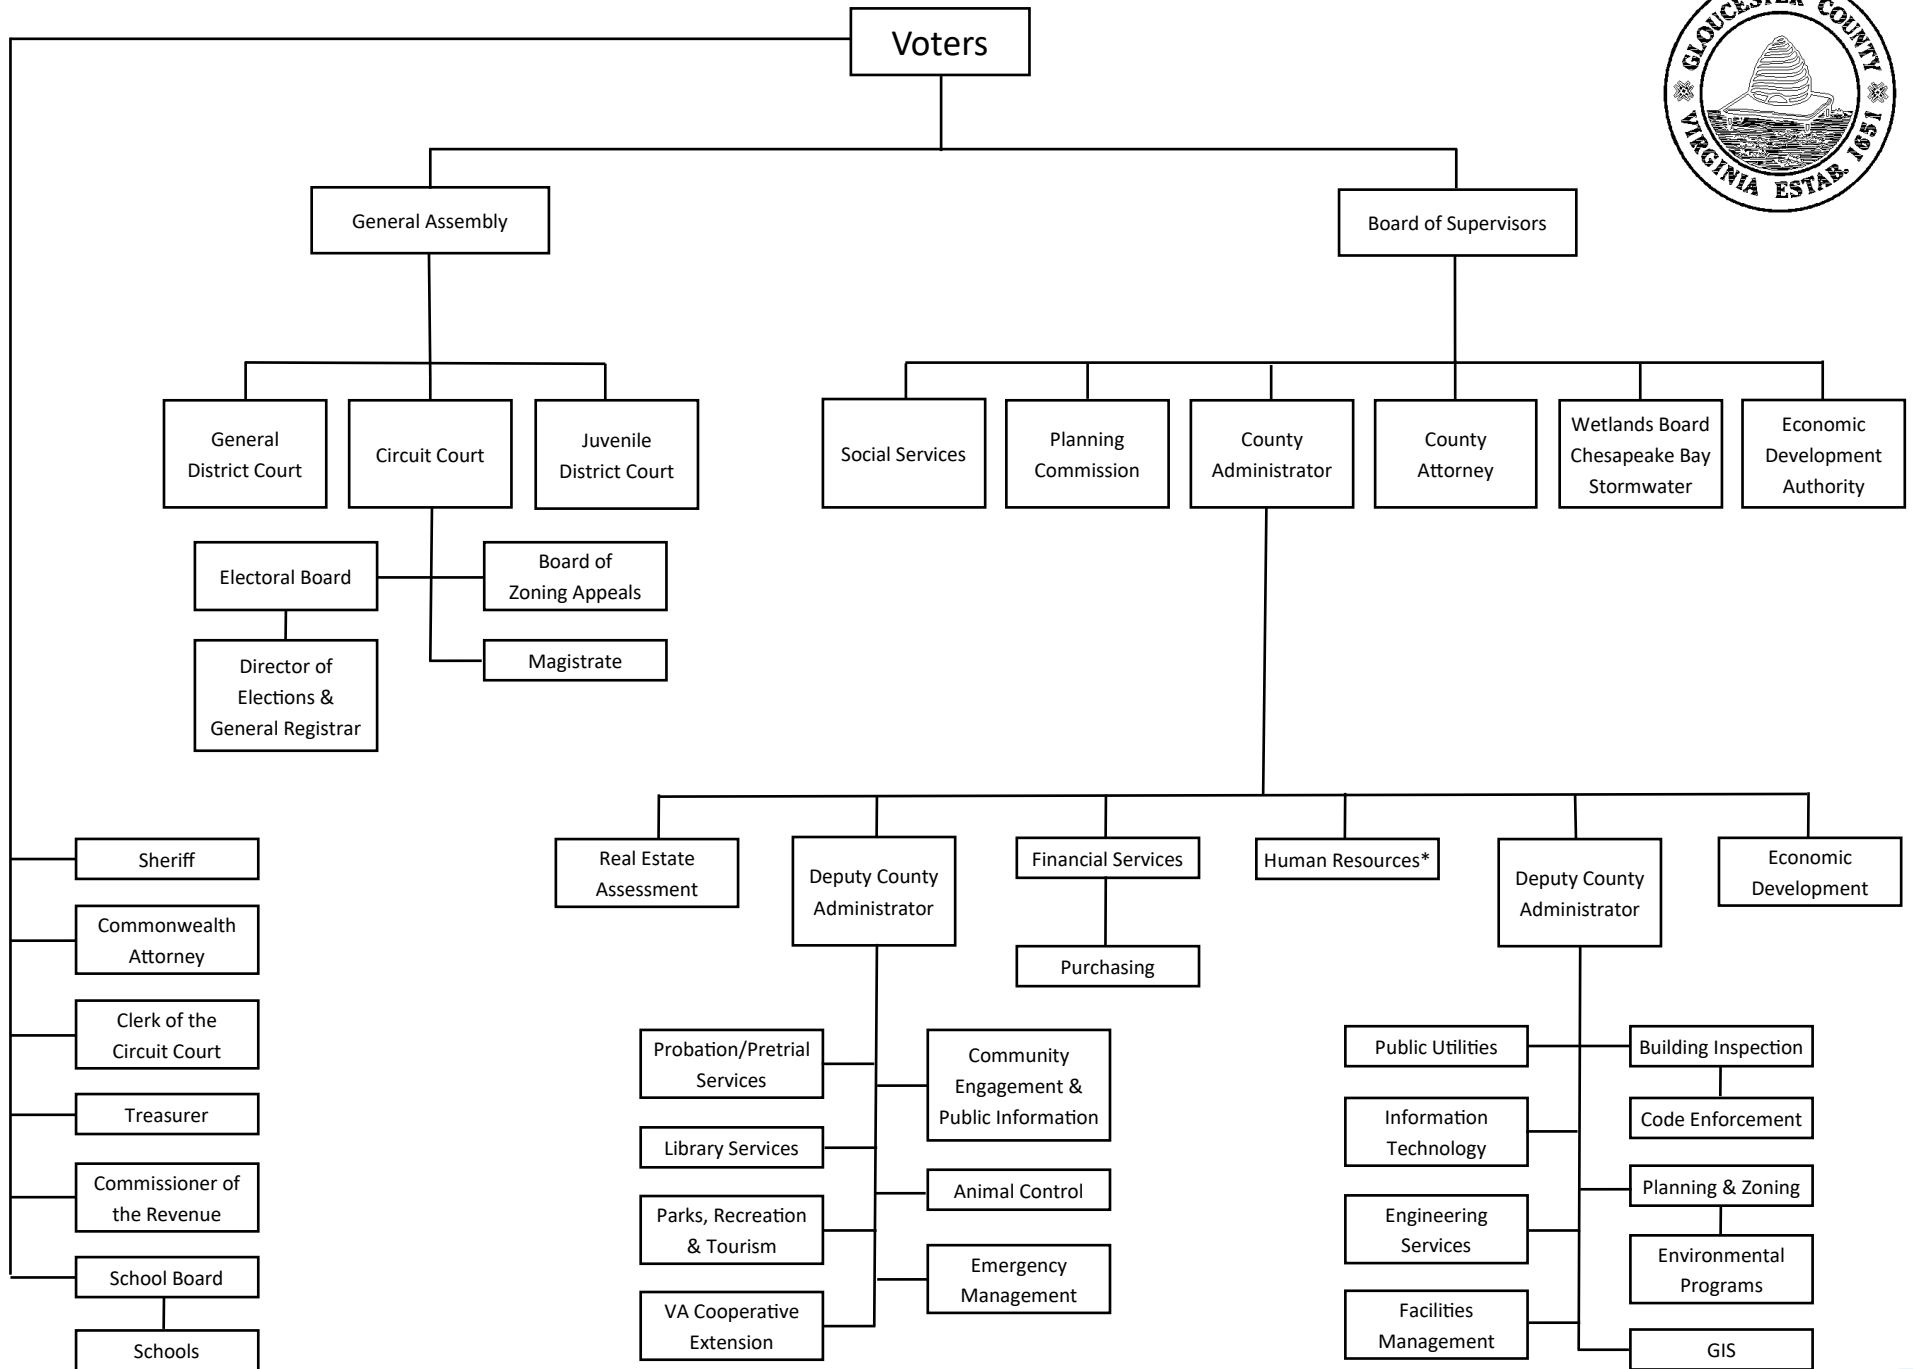 Voters
GLOUCESTER COUNTY
VIRGINIA ESTAB. 1651
General Assembly
Board of Supervisors
General
District Court
Circuit Court
Juvenile
District Court
Social Services
Planning
Commission
County
Administrator
County
Attorney
Wetlands Board
Chesapeake Bay
Stormwater
Economic
Development
Authority
Electoral Board
Board of
Zoning Appeals
Director of
Elections &
General Registrar
Magistrate
Sheriff
Commonwealth
Attorney
Clerk of the
Circuit Court
Treasurer
Commissioner of
the Revenue
School Board
Schools
Real Estate
Assessment
Deputy County
Administrator
Financial Services
Purchasing
Human Resources*
Deputy County
Administrator
Economic
Development
Probation/Pretrial
Services
Library Services
Parks, Recreation
& Tourism
VA Cooperative
Extension
Community
Engagement &
Public Information
Animal Control
Emergency
Management
Public Utilities
Information
Technology
Engineering
Services
Facilities
Management
Building Inspection
Code Enforcement
Planning & Zoning
Environmental
Programs
GIS